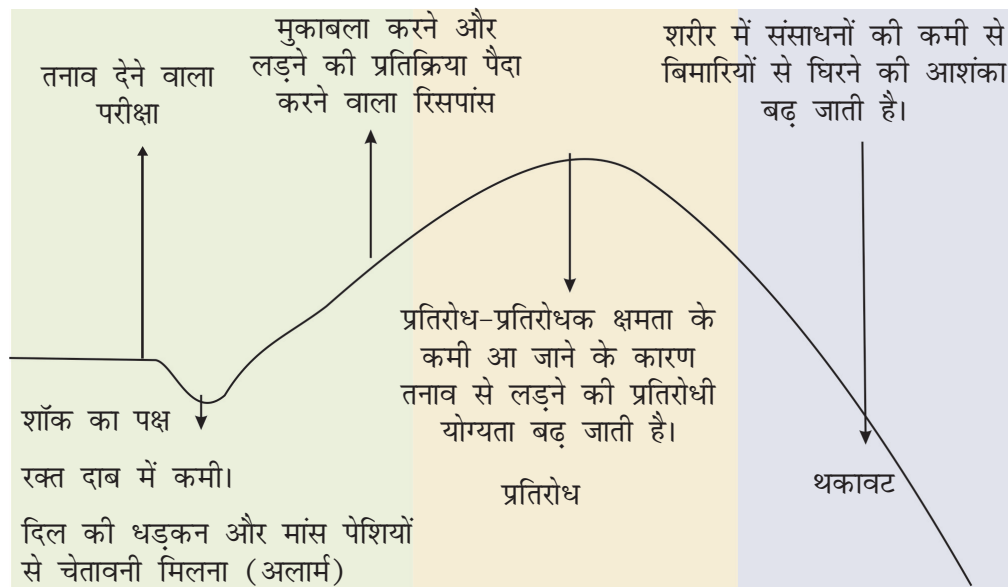 तनाव देने वाला
परीक्षा
मुकाबला करने और
लड़ने की प्रतिक्रिया पैदा
करने वाला रिसपांस
शरीर में संसाधनों की कमी से
बिमारियों से घिरने की आशंका
बढ़ जाती है।
शॉक का पक्ष
रक्त दाब में कमी।
दिल की धड़कन और मांस पेशियों
से चेतावनी मिलना (अलार्म)
प्रतिरोध-प्रतिरोधक क्षमता के
कमी आ जाने के कारण
तनाव से लड़ने की प्रतिरोधी
योग्यता बढ़ जाती है।
प्रतिरोध
थकावट